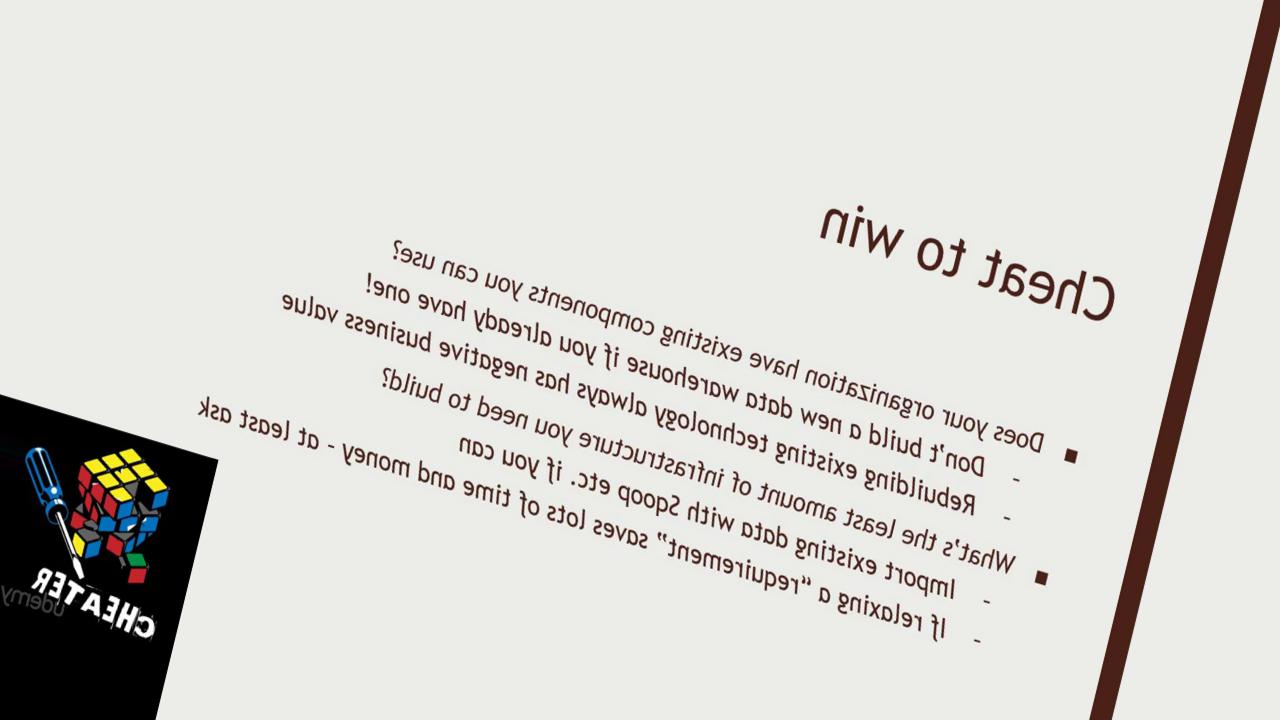 Cheat to win
▪ Does your organization have existing components you can use?
- Don't build a new data warehouse if you already have one!
- Rebuilding existing technology always has negative business value
▪ What's the least amount of infrastructure you need to build?
- Import existing data with Sqoop etc. if you can
- If relaxing a “requirement” saves lots of time and money - at least ask
CHEATER
udemy